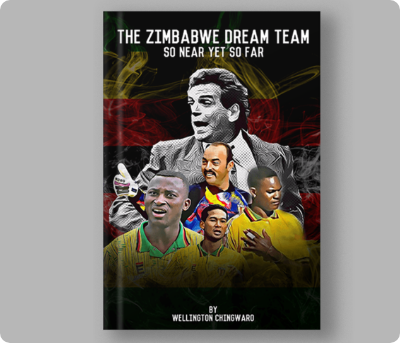 THE ZIMBABWE DREAM TEAM
SO NEAR YET SO FAR
BY
WELLINGTON CHINGWARO